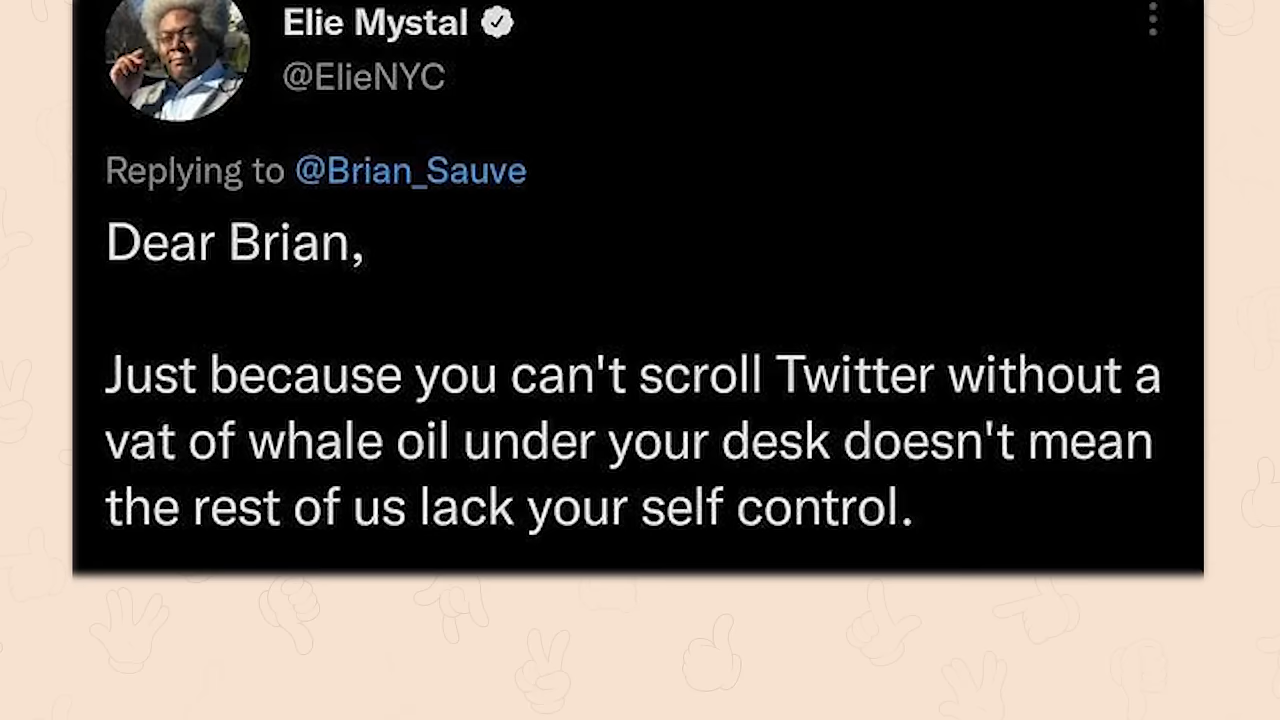 Elie Mystal
@ElieNYC
Replying to @Brian_Sauve
Dear Brian,
Just because you can't scroll Twitter without a
vat of whale oil under your desk doesn't mean
the rest of us lack your self control.